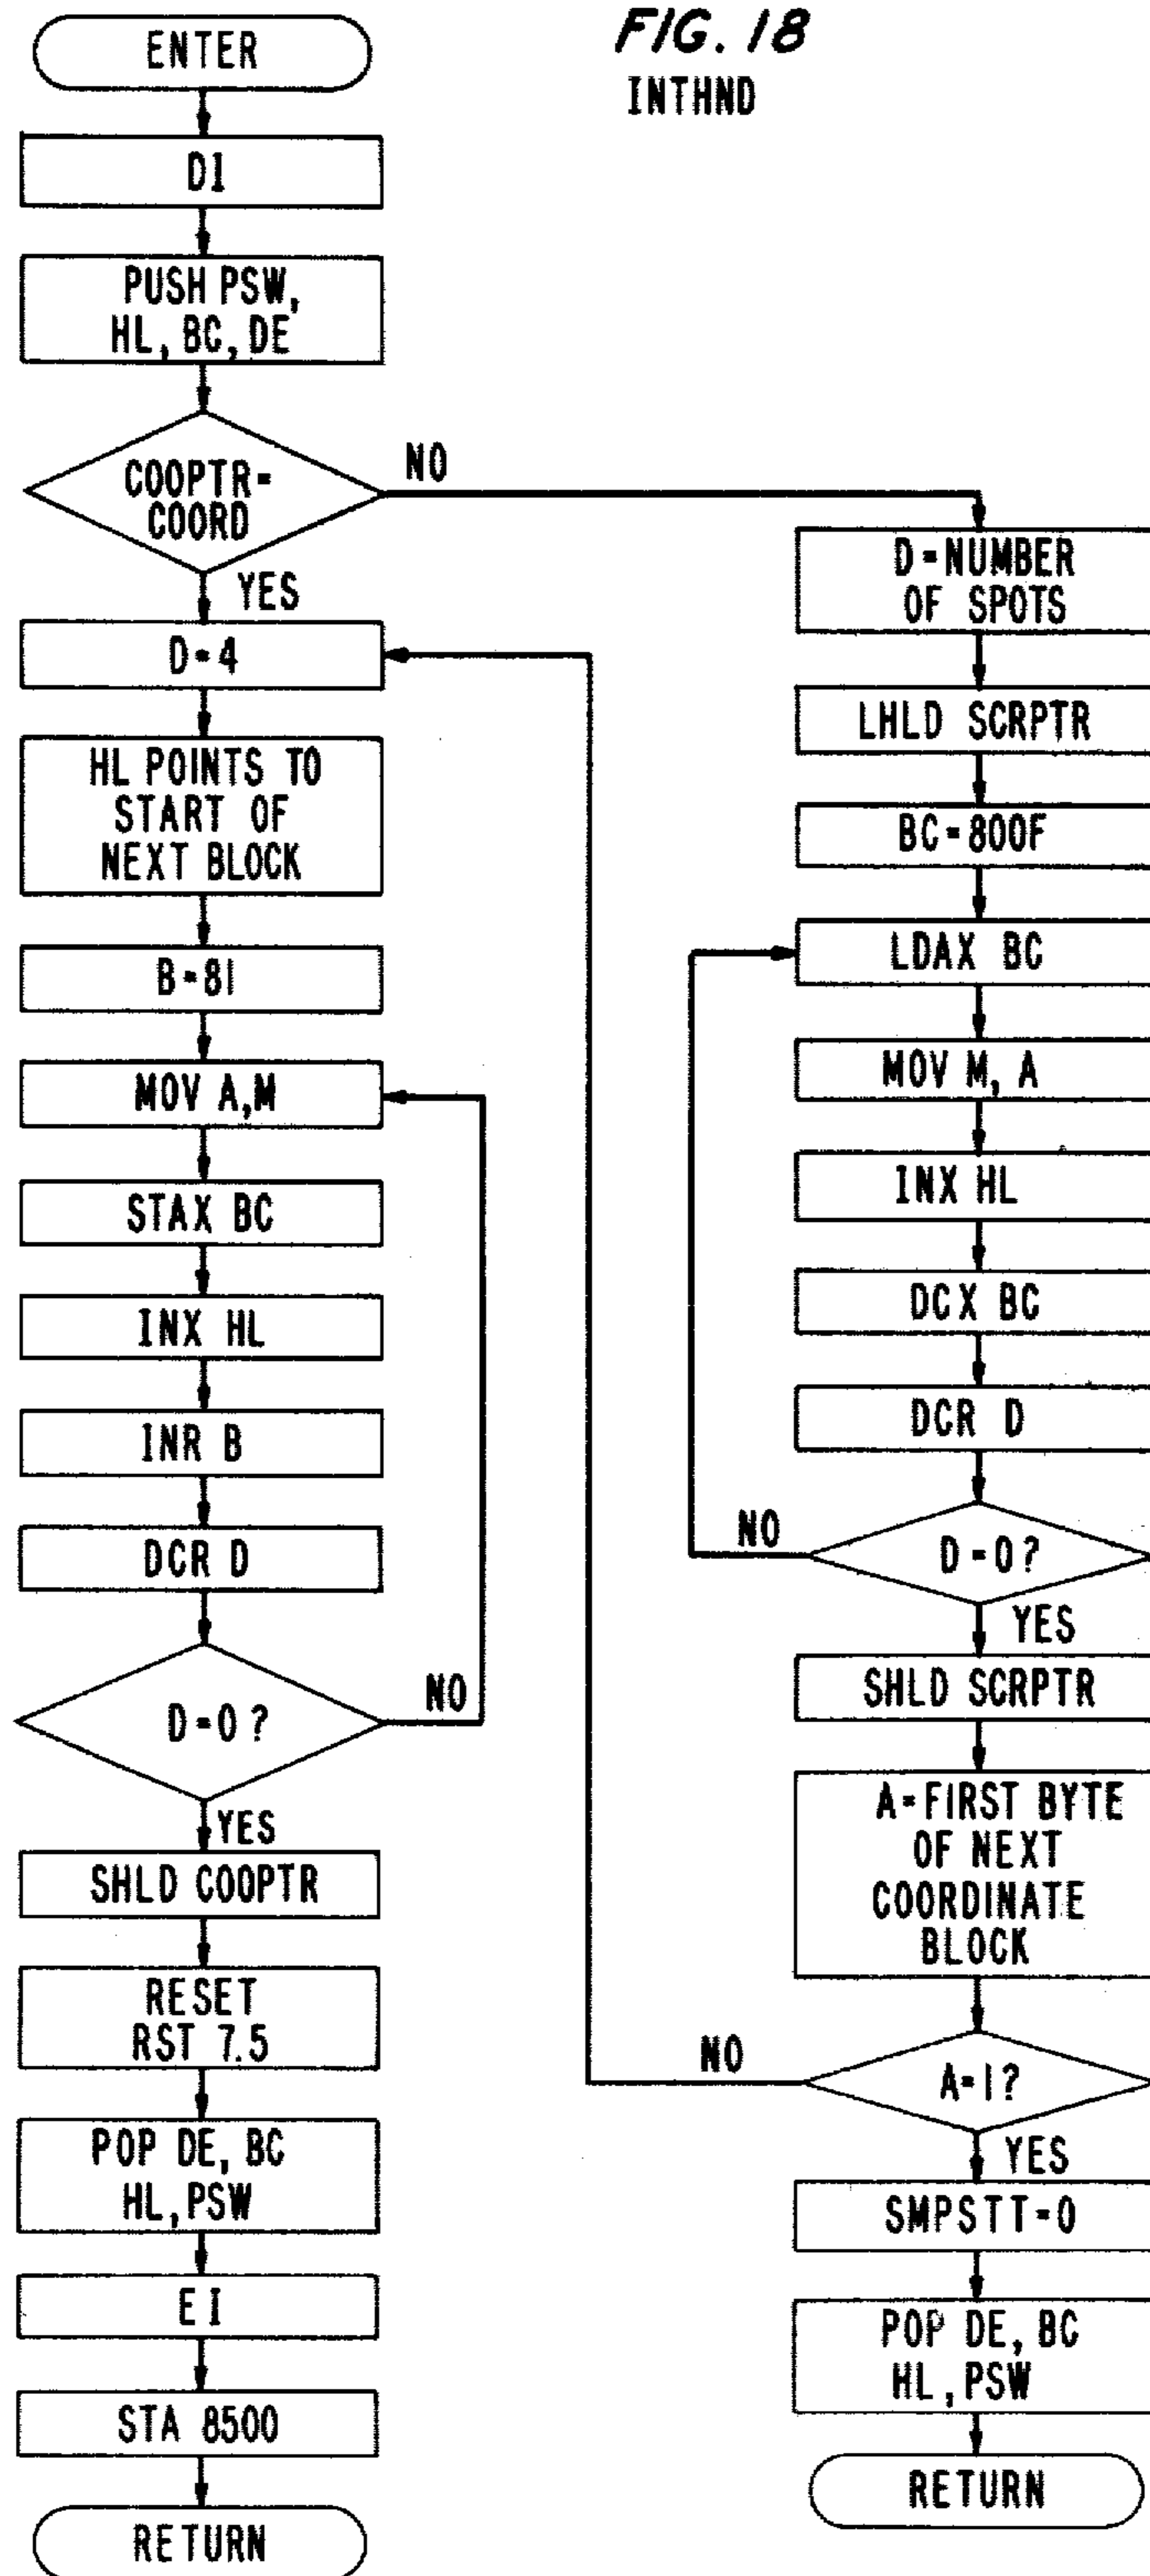 FIG. 18
INTHND
ENTER
DI
PUSH PSW,
HL, BC, DE
COOPTR=
COORD
NO
YES
D=4
HL POINTS TO
START OF
NEXT BLOCK
B=81
MOV A,M
STAX BC
INX HL
INR B
DCR D
D=0?
NO
YES
SHLD COOPTR
RESET
RST 7.5
POP DE, BC
HL, PSW
EI
STA 8500
RETURN
D=NUMBER
OF SPOTS
LHLD SCRPTR
BC=800F
LDAX BC
MOV M, A
INX HL
DCX BC
DCR D
D=0?
NO
YES
SHLD SCRPTR
A=FIRST BYTE
OF NEXT
COORDINATE
BLOCK
A=1?
NO
YES
SMPSTT=0
POP DE, BC
HL, PSW
RETURN